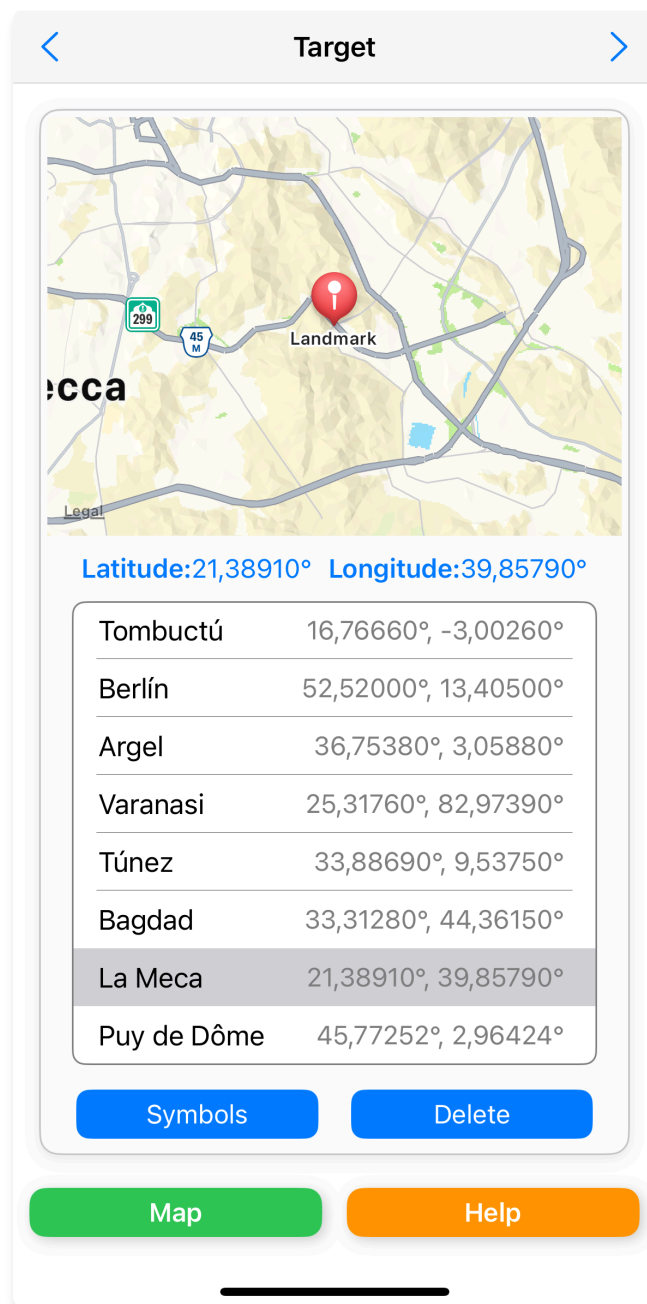 Target
299
45
M
Landmark
ecca
Legal
Latitude:21,38910° Longitude:39,85790°
Tombuctú 16,76660°, -3,00260°
Berlín 52,52000°, 13,40500°
Argel 36,75380°, 3,05880°
Varanasi 25,31760°, 82,97390°
Túnez 33,88690°, 9,53750°
Bagdad 33,31280°, 44,36150°
La Meca 21,38910°, 39,85790°
Puy de Dôme 45,77252°, 2,96424°
Symbols Delete
Map Help